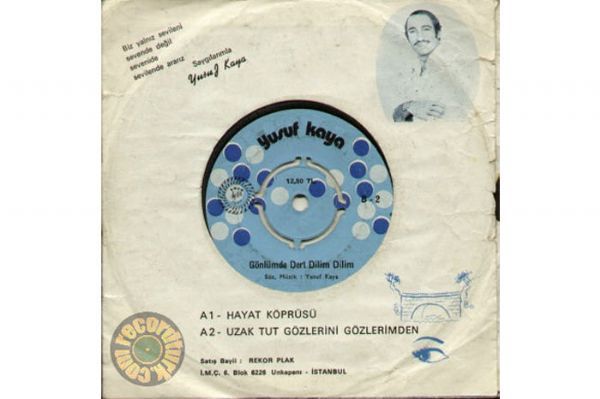 Biz yalnız sevileni
sevende değil
sevenide
sevilende ararız
Saygılarımla
Yusuf Kaya
yusuf kaya
12,50 TL.
B - 2
Gönlümde Dert Dilim Dilim
Söz, Müzik : Yusuf Kaya
A1 - HAYAT KÖPRÜSÜ
A2 - UZAK TUT GÖZLERİNİ GÖZLERİMDEN
Satış Bayii : REKOR PLAK
İ.M.Ç. 6. Blok 6226 Unkapanı - İSTANBUL
recordturk.com